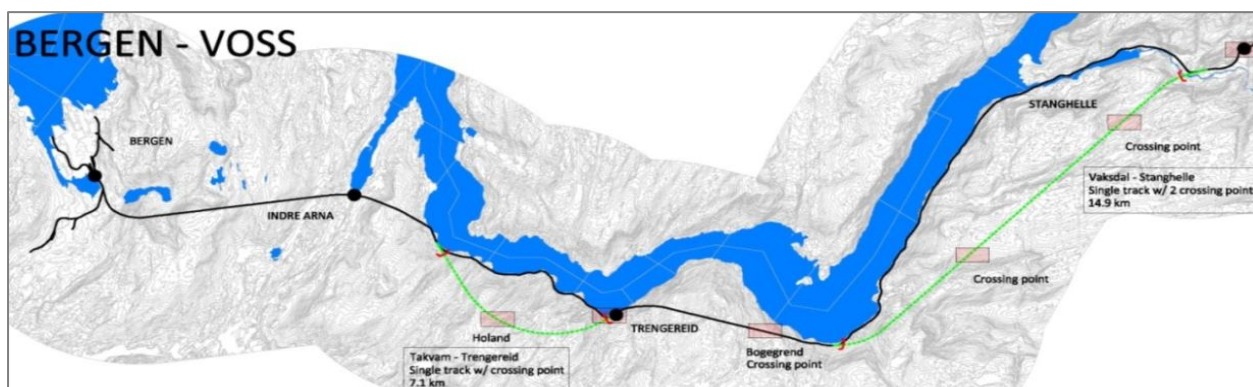 BERGEN - VOSS
BERGEN
INDRE ARNA
STANGHELLE
Crossing point
Vaksdal - Stanghelle
Single track w/ 2 crossing point
14.9 km
Crossing point
TRENGEREID
Holand
Bogegrend
Crossing point
Takvam - Trengereid
Single track w/ crossing point
7.1 km